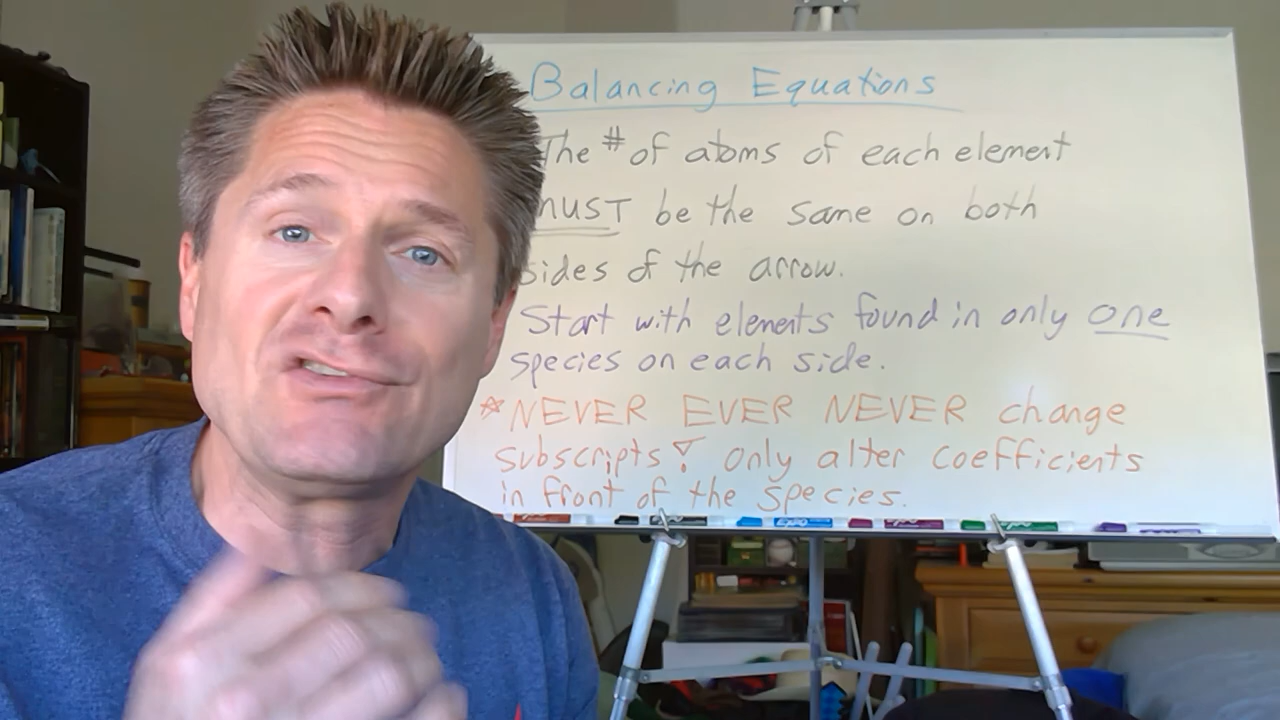 Balancing Equations
The # of atoms of each element
MUST be the same on both
sides of the arrow.
Start with elements found in only one
species on each side.
☆ NEVER EVER NEVER change
subscripts! Only alter coefficients
in front of the species.
EXPO